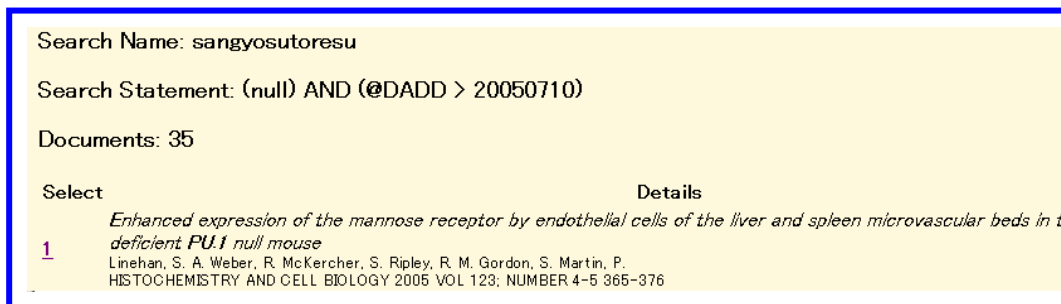 Search Name: sangyosutoresu
Search Statement: (null) AND (@DADD > 20050710)
Documents: 35
Select Details
Enhanced expression of the mannose receptor by endothelial cells of the liver and spleen microvascular beds in
1 deficient PU.1 null mouse
Linehan, S. A. Weber, R. McKercher, S. Ripley, R. M. Gordon, S. Martin, P.
HISTOCHEMISTRY AND CELL BIOLOGY 2005 VOL 123; NUMBER 4-5 365-376